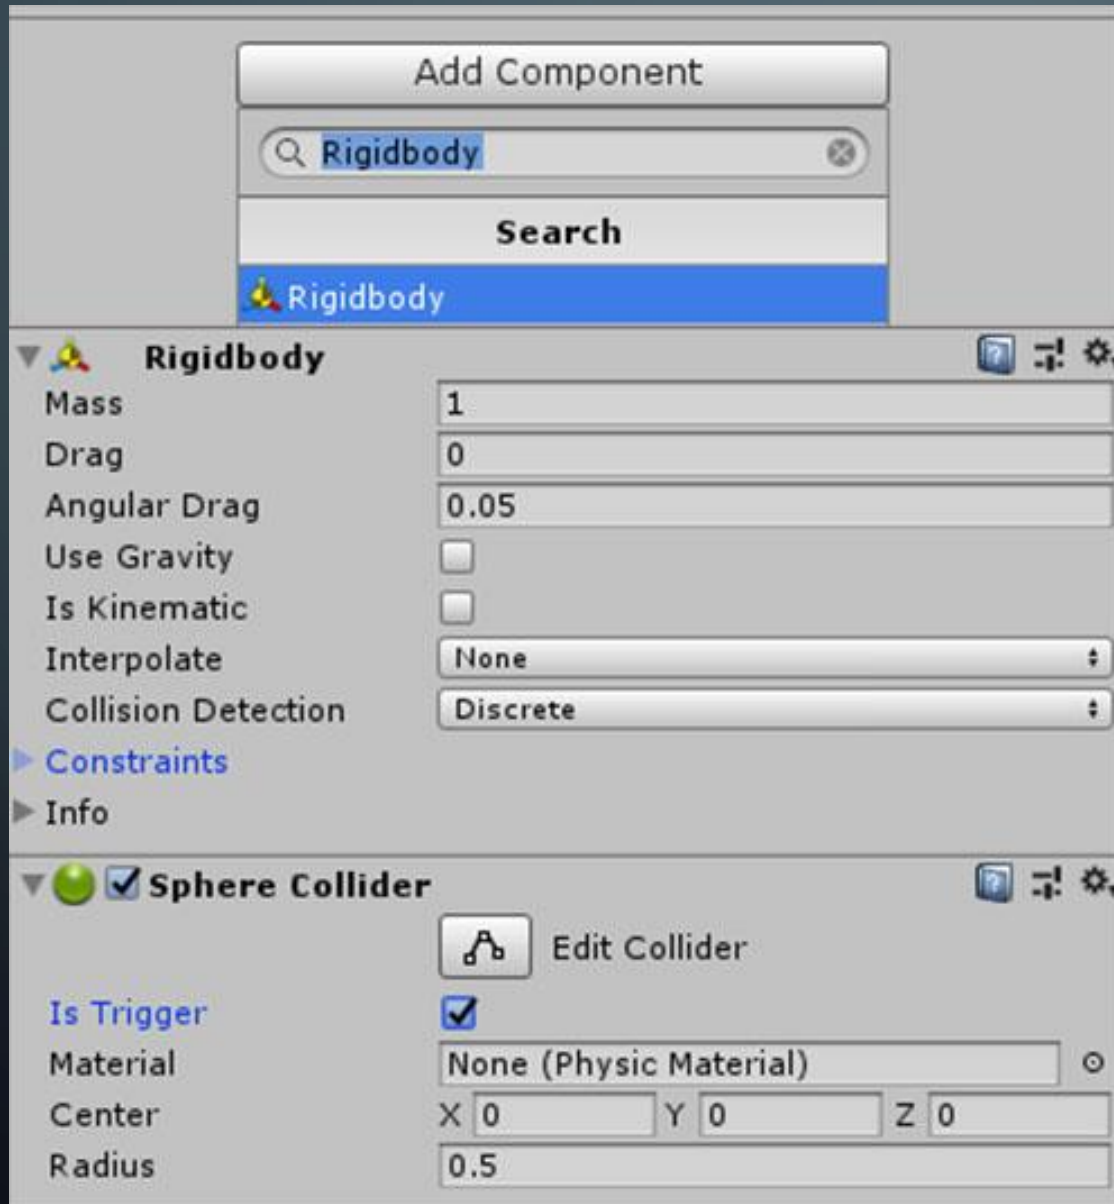 Add Component
Rigidbody
Search
Rigidbody
Rigidbody
Mass 1
Drag 0
Angular Drag 0.05
Use Gravity
Is Kinematic
Interpolate None
Collision Detection Discrete
Constraints
Info
Sphere Collider
Edit Collider
Is Trigger
Material None (Physic Material)
Center X 0 Y 0 Z 0
Radius 0.5